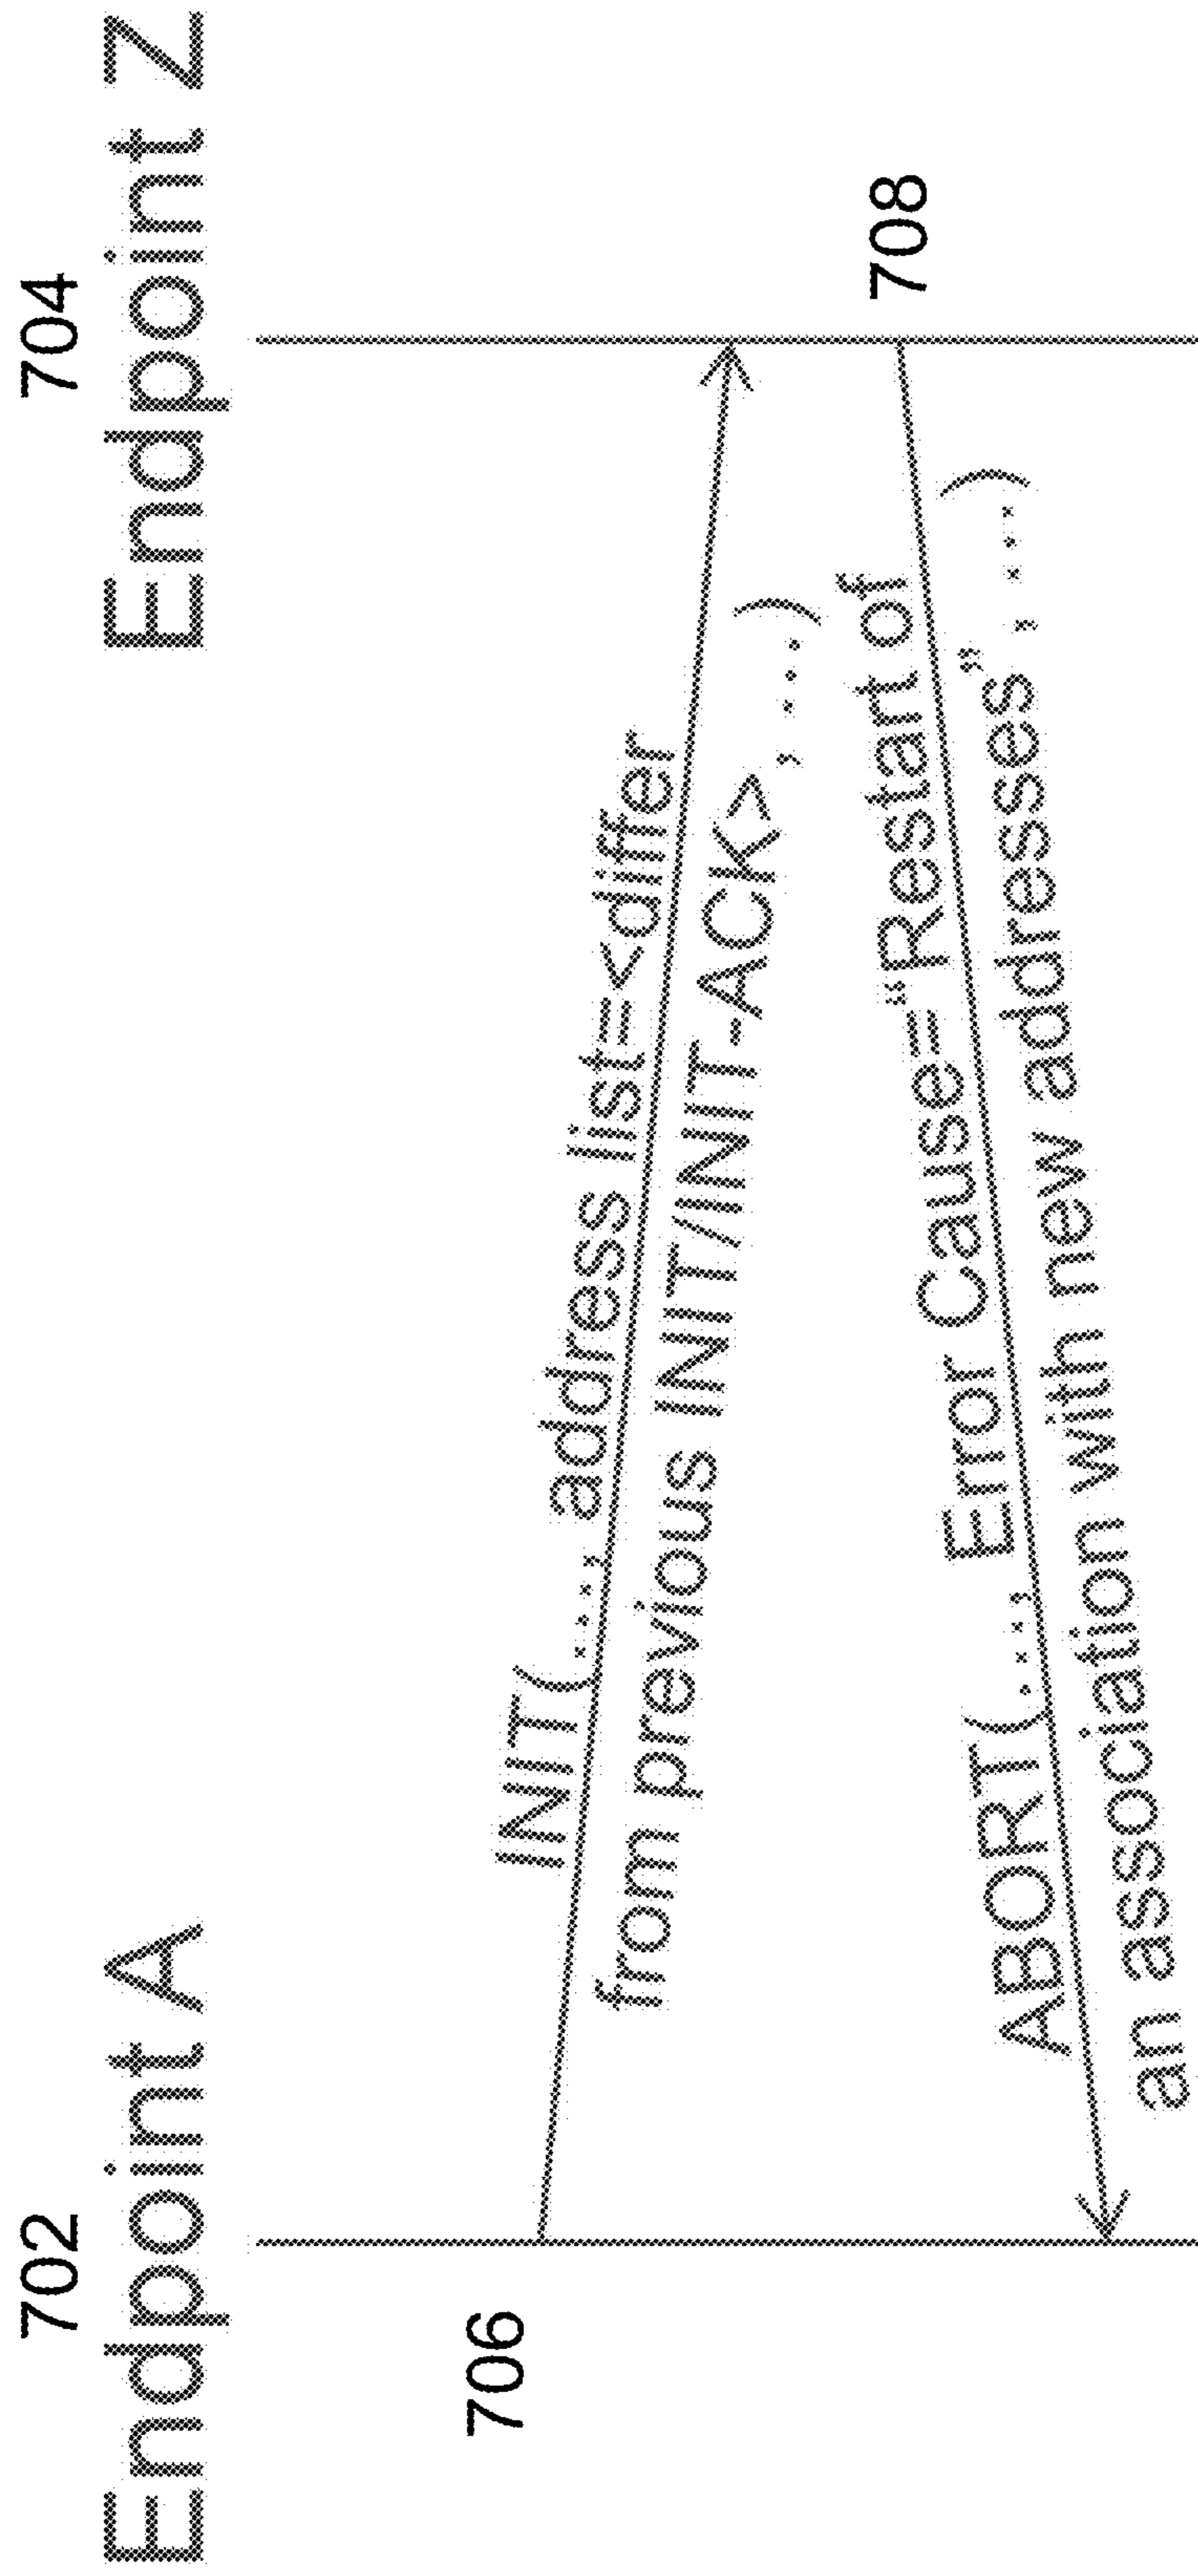 702
704
Endpoint A
Endpoint Z
706
INIT(...., address list=<differ
from previous INIT/INIT-ACK>, ....)
708
ABORT(...., Error Cause="Restart of
an association with new addresses", ....)